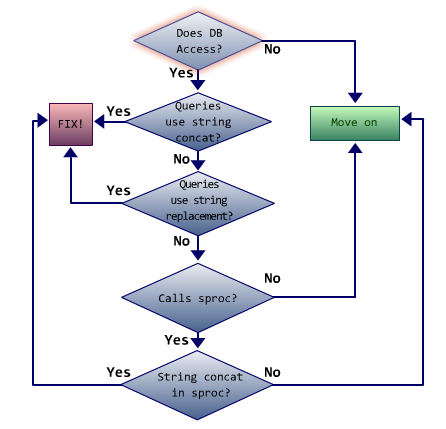 Does DB
Access?
No
Yes
Queries
use string
concat?
Yes
FIX!
Move on
No
Queries
use string
replacement?
Yes
No
Calls sproc?
No
Yes
String concat
in sproc?
Yes
No